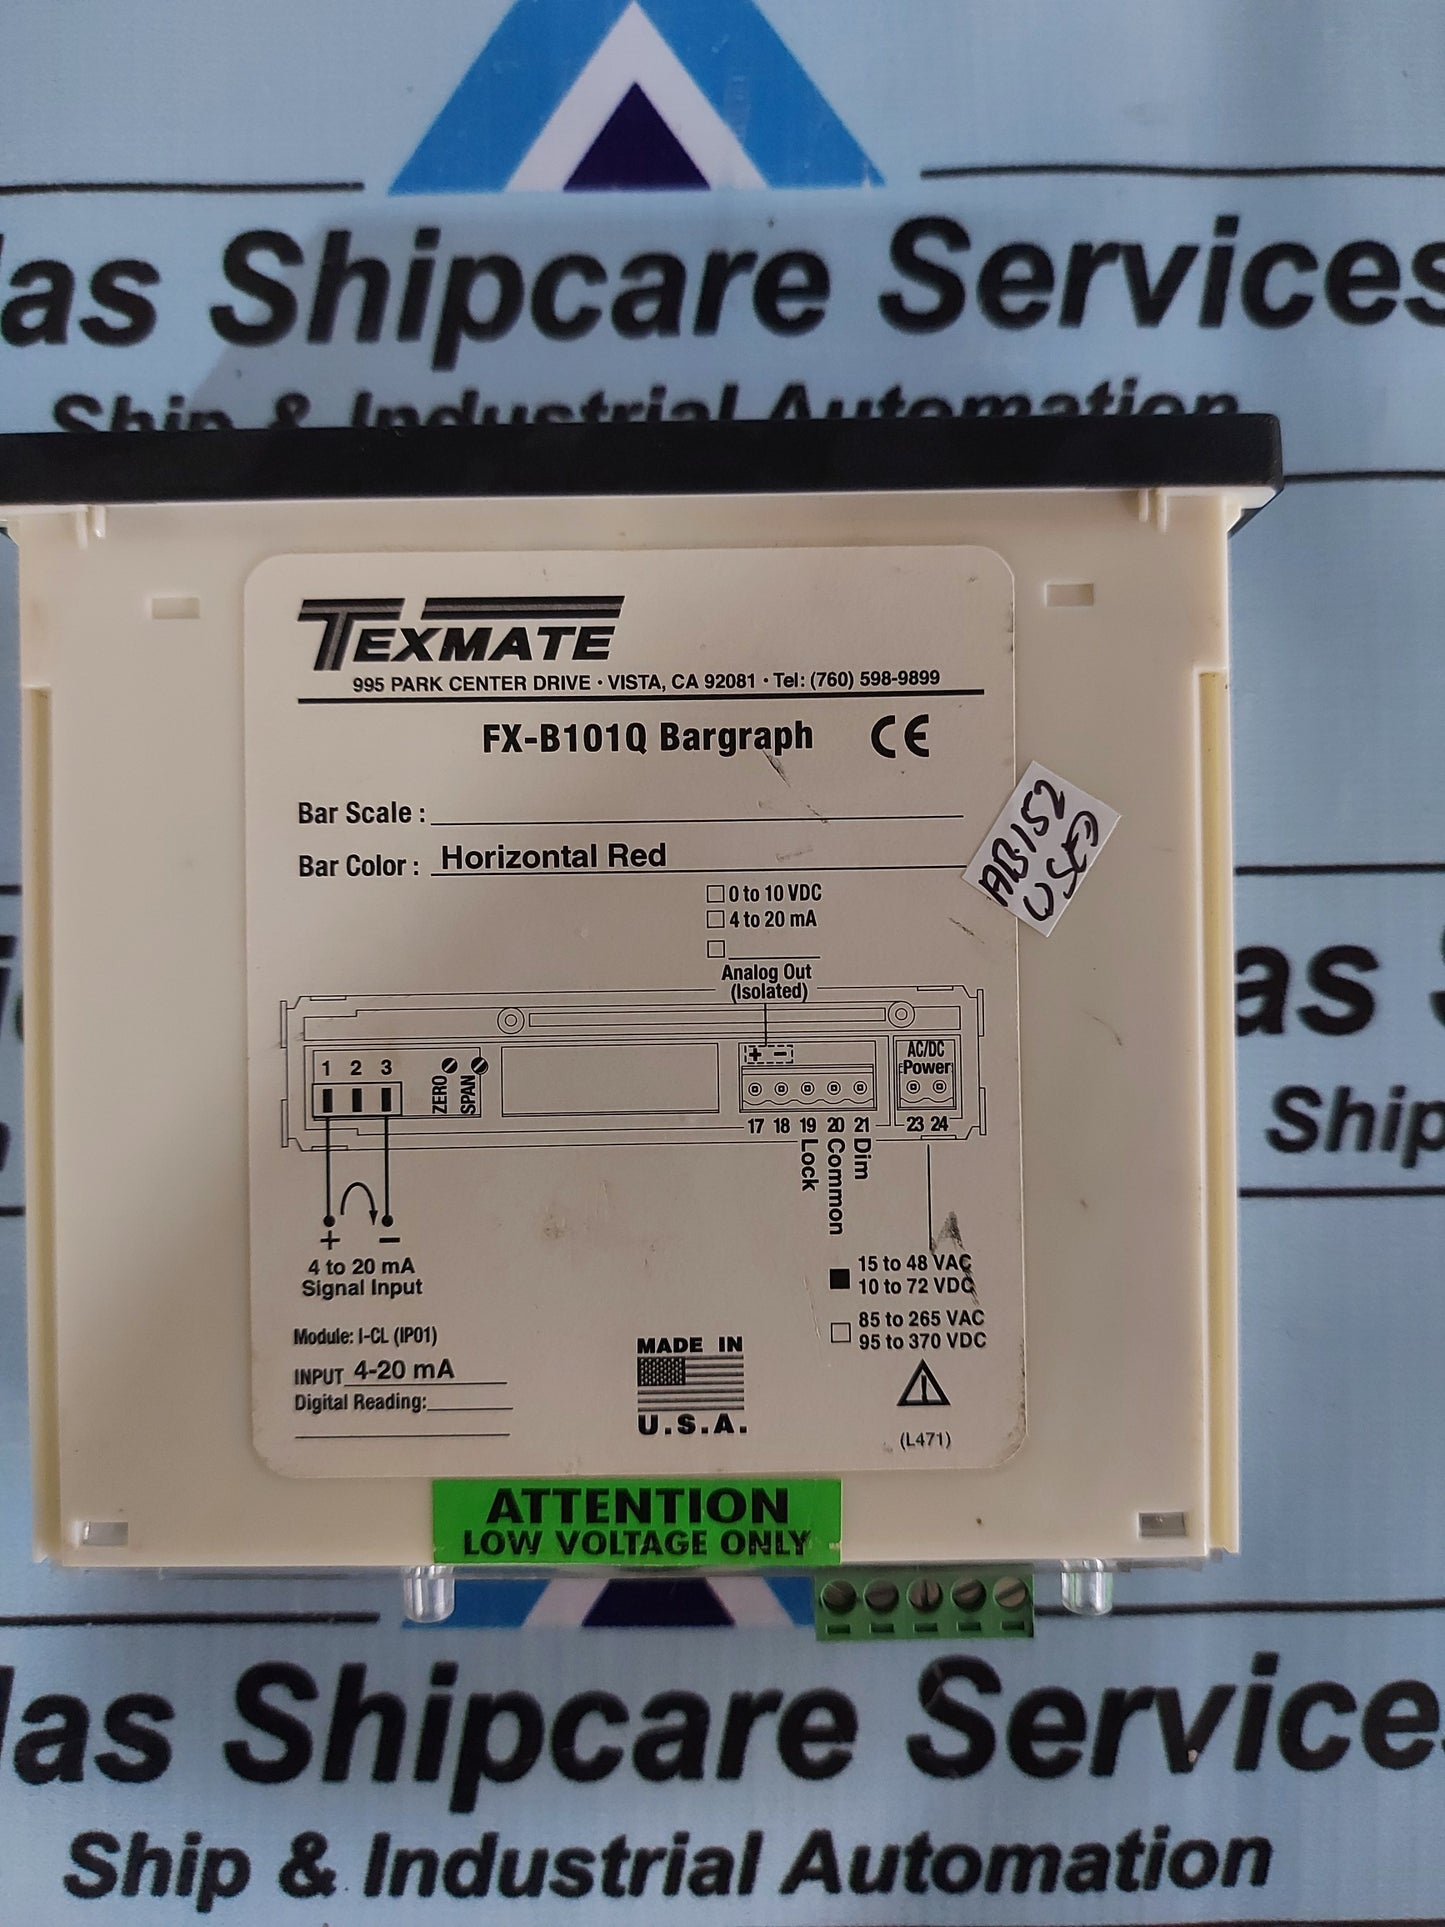 las Shipcare Services
Ship & Industrial Automation
TEXMATE
995 PARK CENTER DRIVE · VISTA, CA 92081 · Tel: (760) 598-9899
FX-B101Q Bargraph CE
Bar Scale :
Bar Color : Horizontal Red
AB152
USED
0 to 10 VDC
4 to 20 mA
Analog Out
(Isolated)
1 2 3
ZERO
SPAN
+ −
AC/DC
Power
17 18 19 20 21 23 24
Lock
Common
Dim
+ −
4 to 20 mA
Signal Input
15 to 48 VAC
10 to 72 VDC
85 to 265 VAC
95 to 370 VDC
Module: I-CL (IP01)
INPUT 4-20 mA
Digital Reading:
MADE IN
U.S.A.
(L471)
ATTENTION
LOW VOLTAGE ONLY
as S
Ship
las Shipcare Service
Ship & Industrial Automation